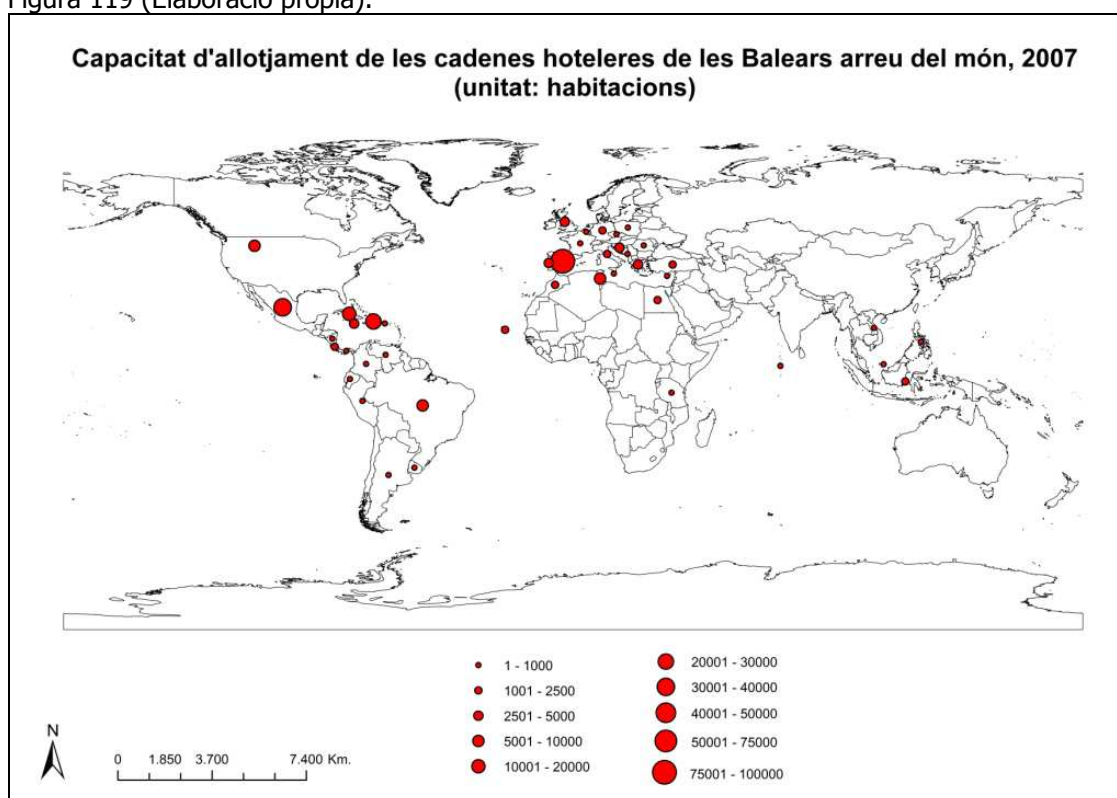 Figura 119 (Elaboració pròpia).
Capacitat d'allotjament de les cadenes hoteleres de les Balears arreu del món, 2007
(unitat: habitacions)
1 - 1000
1001 - 2500
2501 - 5000
5001 - 10000
10001 - 20000
20001 - 30000
30001 - 40000
40001 - 50000
50001 - 75000
75001 - 100000
N
0 1.850 3.700 7.400 Km.